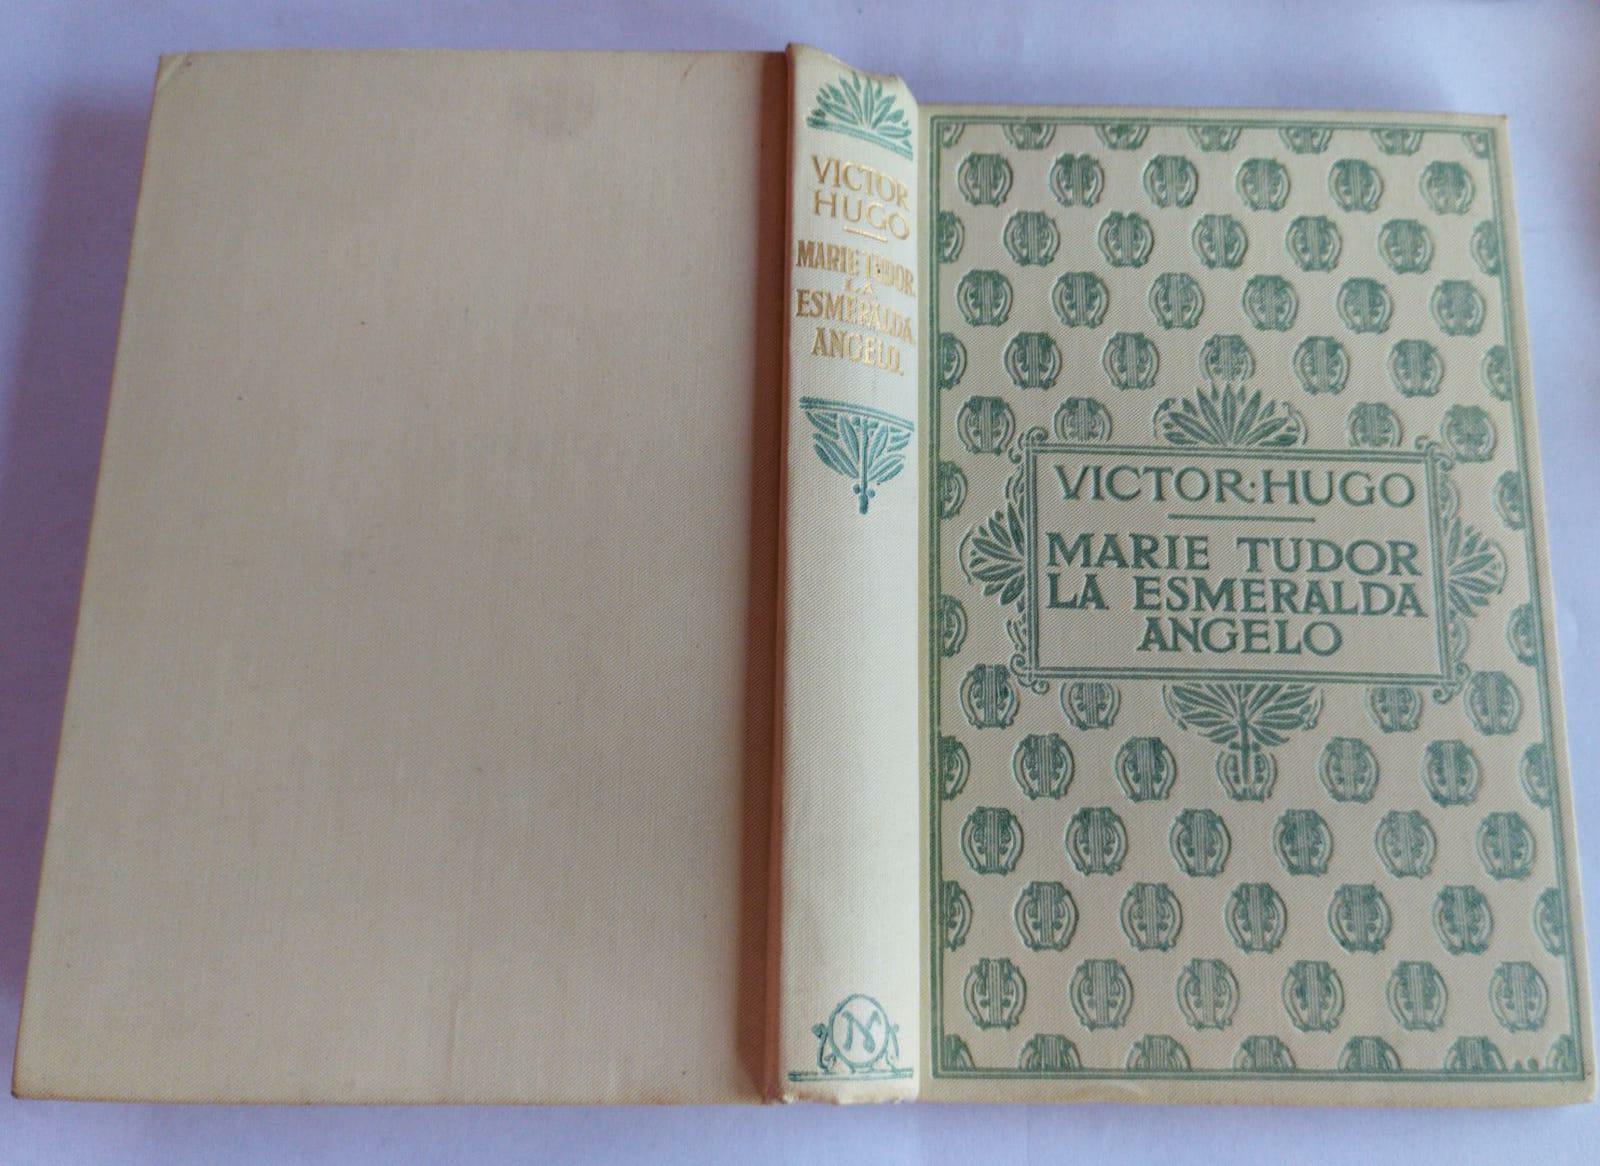 VICTOR
HUGO
MARIE TUDOR.
LA
ESMERALDA.
ANGELO.
N
VICTOR·HUGO
MARIE TUDOR
LA ESMERALDA
ANGELO